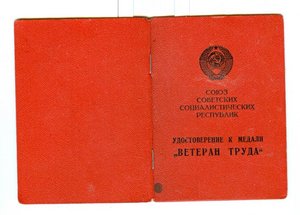 СОЮЗ
СОВЕТСКИХ
СОЦИАЛИСТИЧЕСКИХ
РЕСПУБЛИК
УДОСТОВЕРЕНИЕ К МЕДАЛИ
„ВЕТЕРАН ТРУДА“